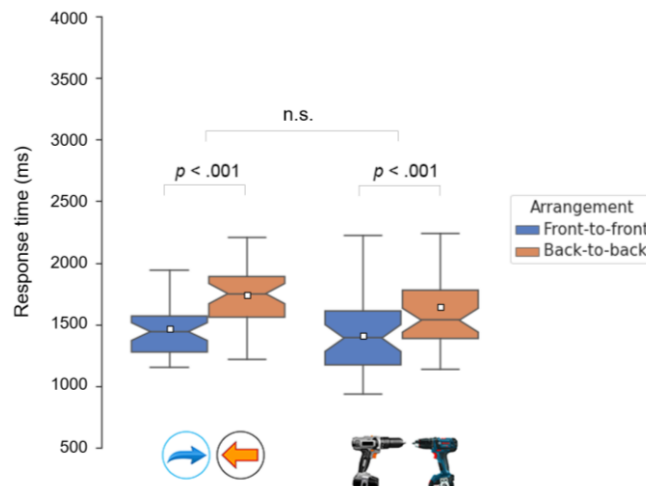 4000
3500
3000
2500
2000
1500
1000
500
Response time (ms)
n.s.
p < .001
p < .001
Arrangement
Front-to-front
Back-to-back